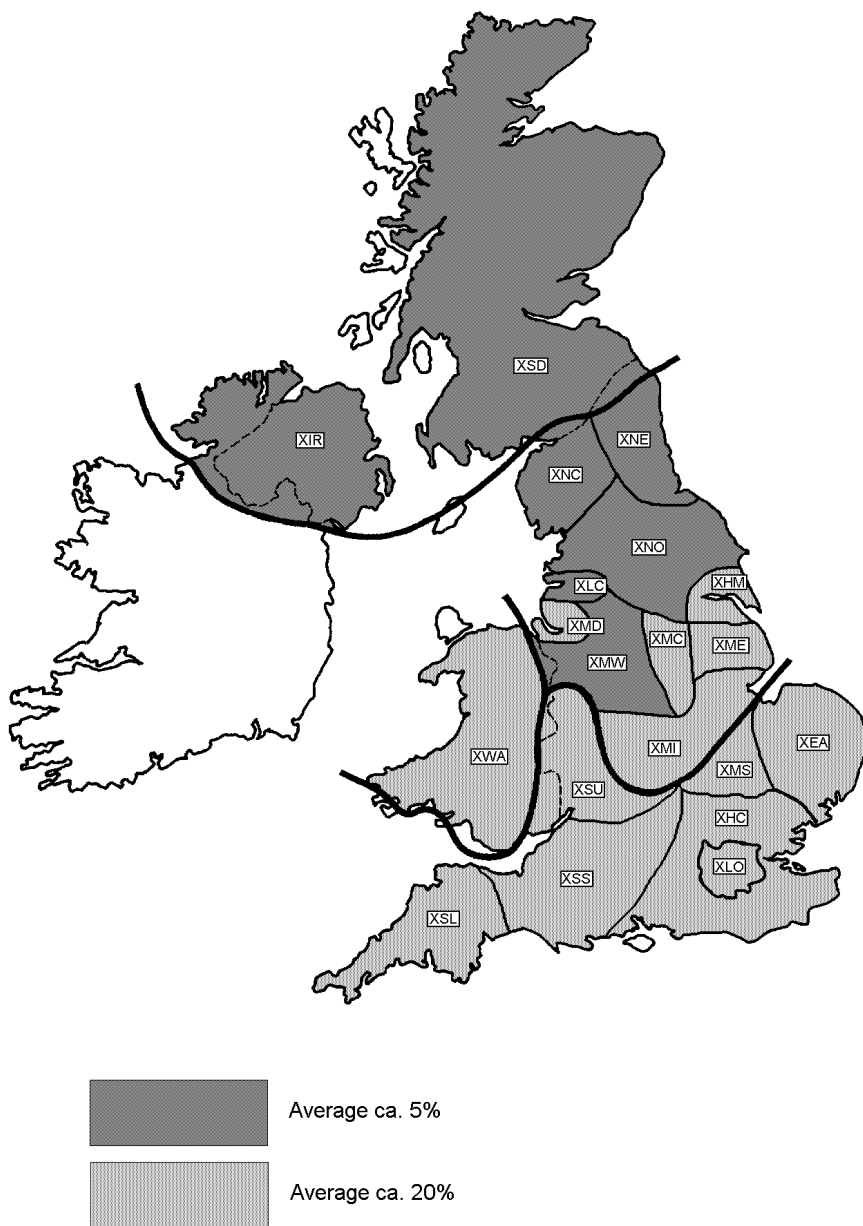 XSD
XIR
XNE
XNC
XNO
XLC
XHM
XMD
XMC
XME
XMW
XWA
XMI
XEA
XMS
XSU
XHC
XLO
XSS
XSL
Average ca. 5%
Average ca. 20%